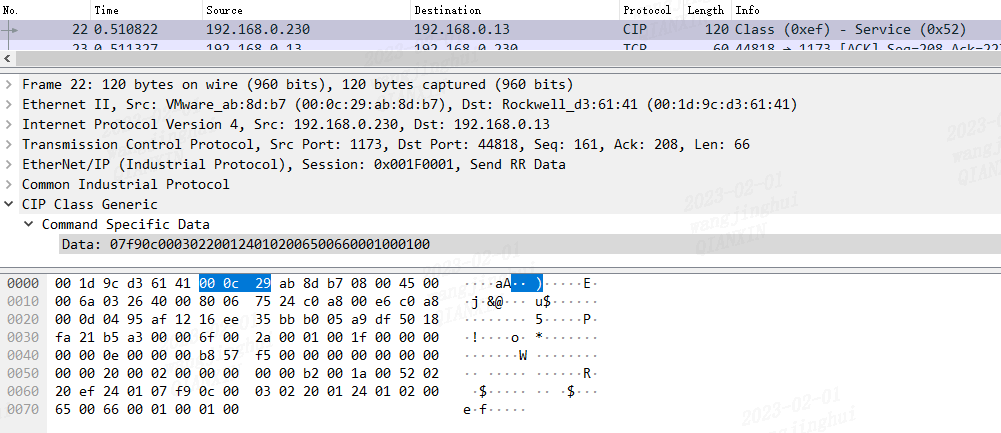 No. Time Source Destination Protocol Length Info
22 0.510822 192.168.0.230 192.168.0.13 CIP 120 Class (0xef) - Service (0x52)
23 0.511327 192.168.0.13 192.168.0.230 TCP 60 44818 → 1173 [ACK] Seq=208 Ack=227
Frame 22: 120 bytes on wire (960 bits), 120 bytes captured (960 bits)
Ethernet II, Src: VMware_ab:8d:b7 (00:0c:29:ab:8d:b7), Dst: Rockwell_d3:61:41 (00:1d:9c:d3:61:41)
Internet Protocol Version 4, Src: 192.168.0.230, Dst: 192.168.0.13
Transmission Control Protocol, Src Port: 1173, Dst Port: 44818, Seq: 161, Ack: 208, Len: 66
EtherNet/IP (Industrial Protocol), Session: 0x001F0001, Send RR Data
Common Industrial Protocol
CIP Class Generic
Command Specific Data
Data: 07f90c0003022001240102006500660001000100
0000 00 1d 9c d3 61 41 00 0c 29 ab 8d b7 08 00 45 00 ····aA·· )·····E·
0010 00 6a 03 26 40 00 80 06 75 24 c0 a8 00 e6 c0 a8 ·j·&@··· u$······
0020 00 0d 04 95 af 12 16 ee 35 bb b0 05 a9 df 50 18 ········ 5·····P·
0030 fa 21 b5 a3 00 00 6f 00 2a 00 01 00 1f 00 00 00 ·!····o· *·······
0040 00 00 0e 00 00 00 b8 57 f5 00 00 00 00 00 00 00 ·······W ········
0050 00 00 20 00 02 00 00 00 00 00 b2 00 1a 00 52 02 ·· ····· ······R·
0060 20 ef 24 01 07 f9 0c 00 03 02 20 01 24 01 02 00 ·$····· ·· ·$···
0070 65 00 66 00 01 00 01 00 e·f·····
2023-02-01
wangjinghui
QIANXIN